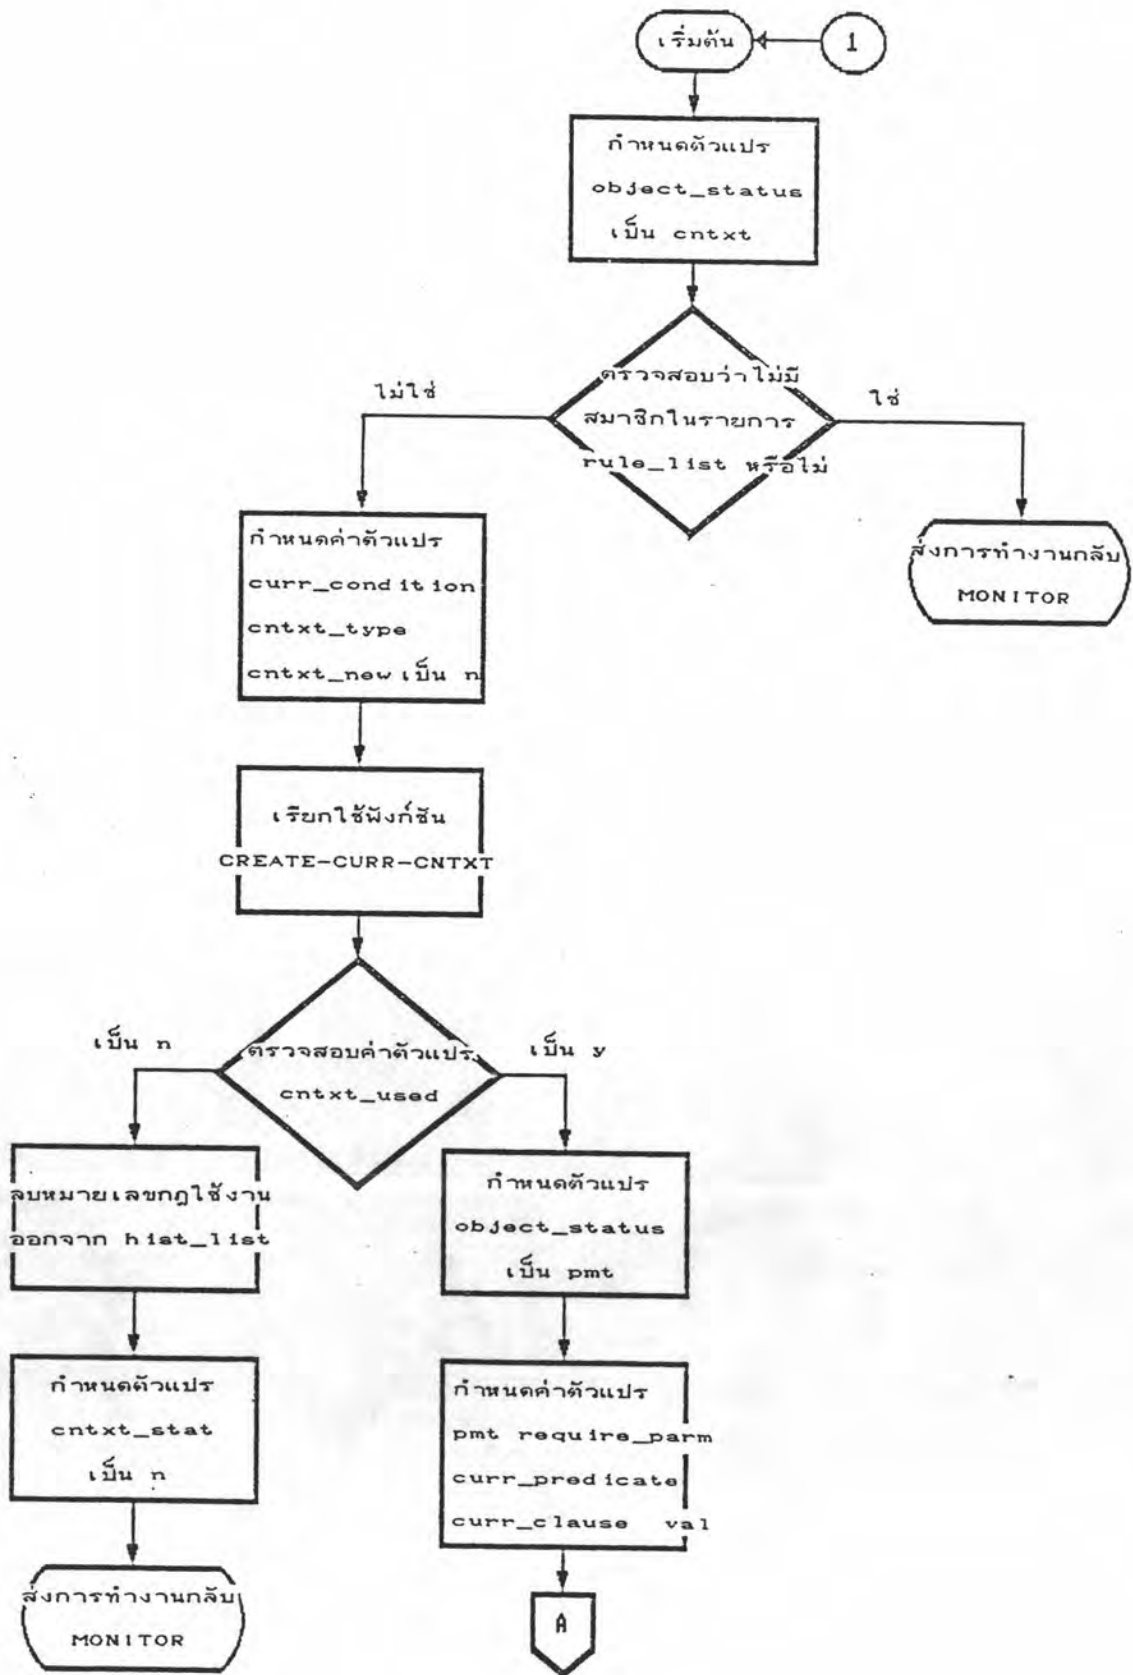 เริ่มต้น
1
กำหนดตัวแปร
object_status
เป็น cntxt
ตรวจสอบว่าไม่มี
สมาชิกในรายการ
rule_list หรือไม่
ไม่ใช่
ใช่
กำหนดค่าตัวแปร
curr_condition
cntxt_type
cntxt_new เป็น n
ส่งการทำงานกลับ
MONITOR
เรียกใช้ฟังก์ชัน
CREATE-CURR-CNTXT
ตรวจสอบค่าตัวแปร
cntxt_used
เป็น n
เป็น y
ลบหมายเลขกฎใช้งาน
ออกจาก hist_list
กำหนดตัวแปร
object_status
เป็น pmt
กำหนดตัวแปร
cntxt_stat
เป็น n
กำหนดค่าตัวแปร
pmt require_parm
curr_predicate
curr_clause val
ส่งการทำงานกลับ
MONITOR
A